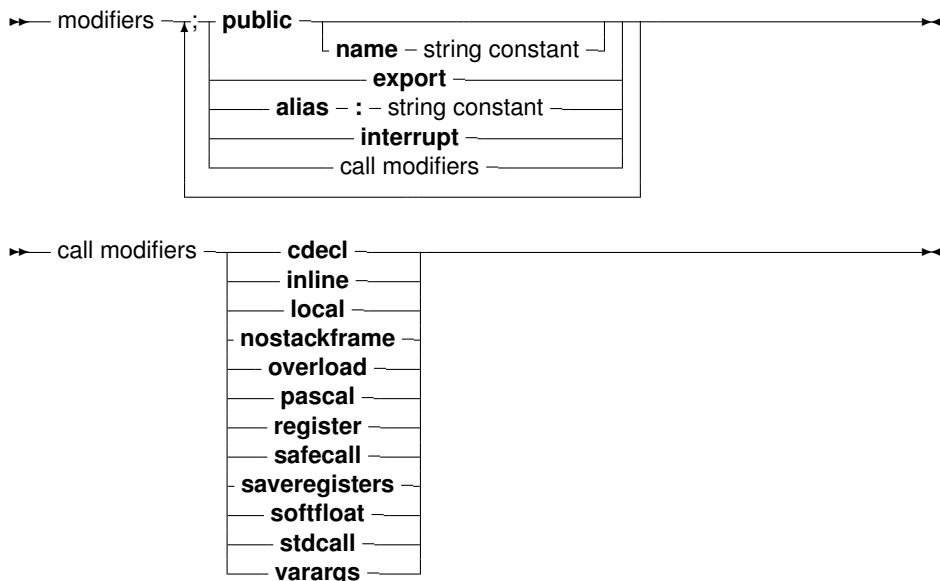 modifiers ; public
name string constant
export
alias : string constant
interrupt
call modifiers
call modifiers cdecl
inline
local
nostackframe
overload
pascal
register
safecall
saveregisters
softfloat
stdcall
varargs